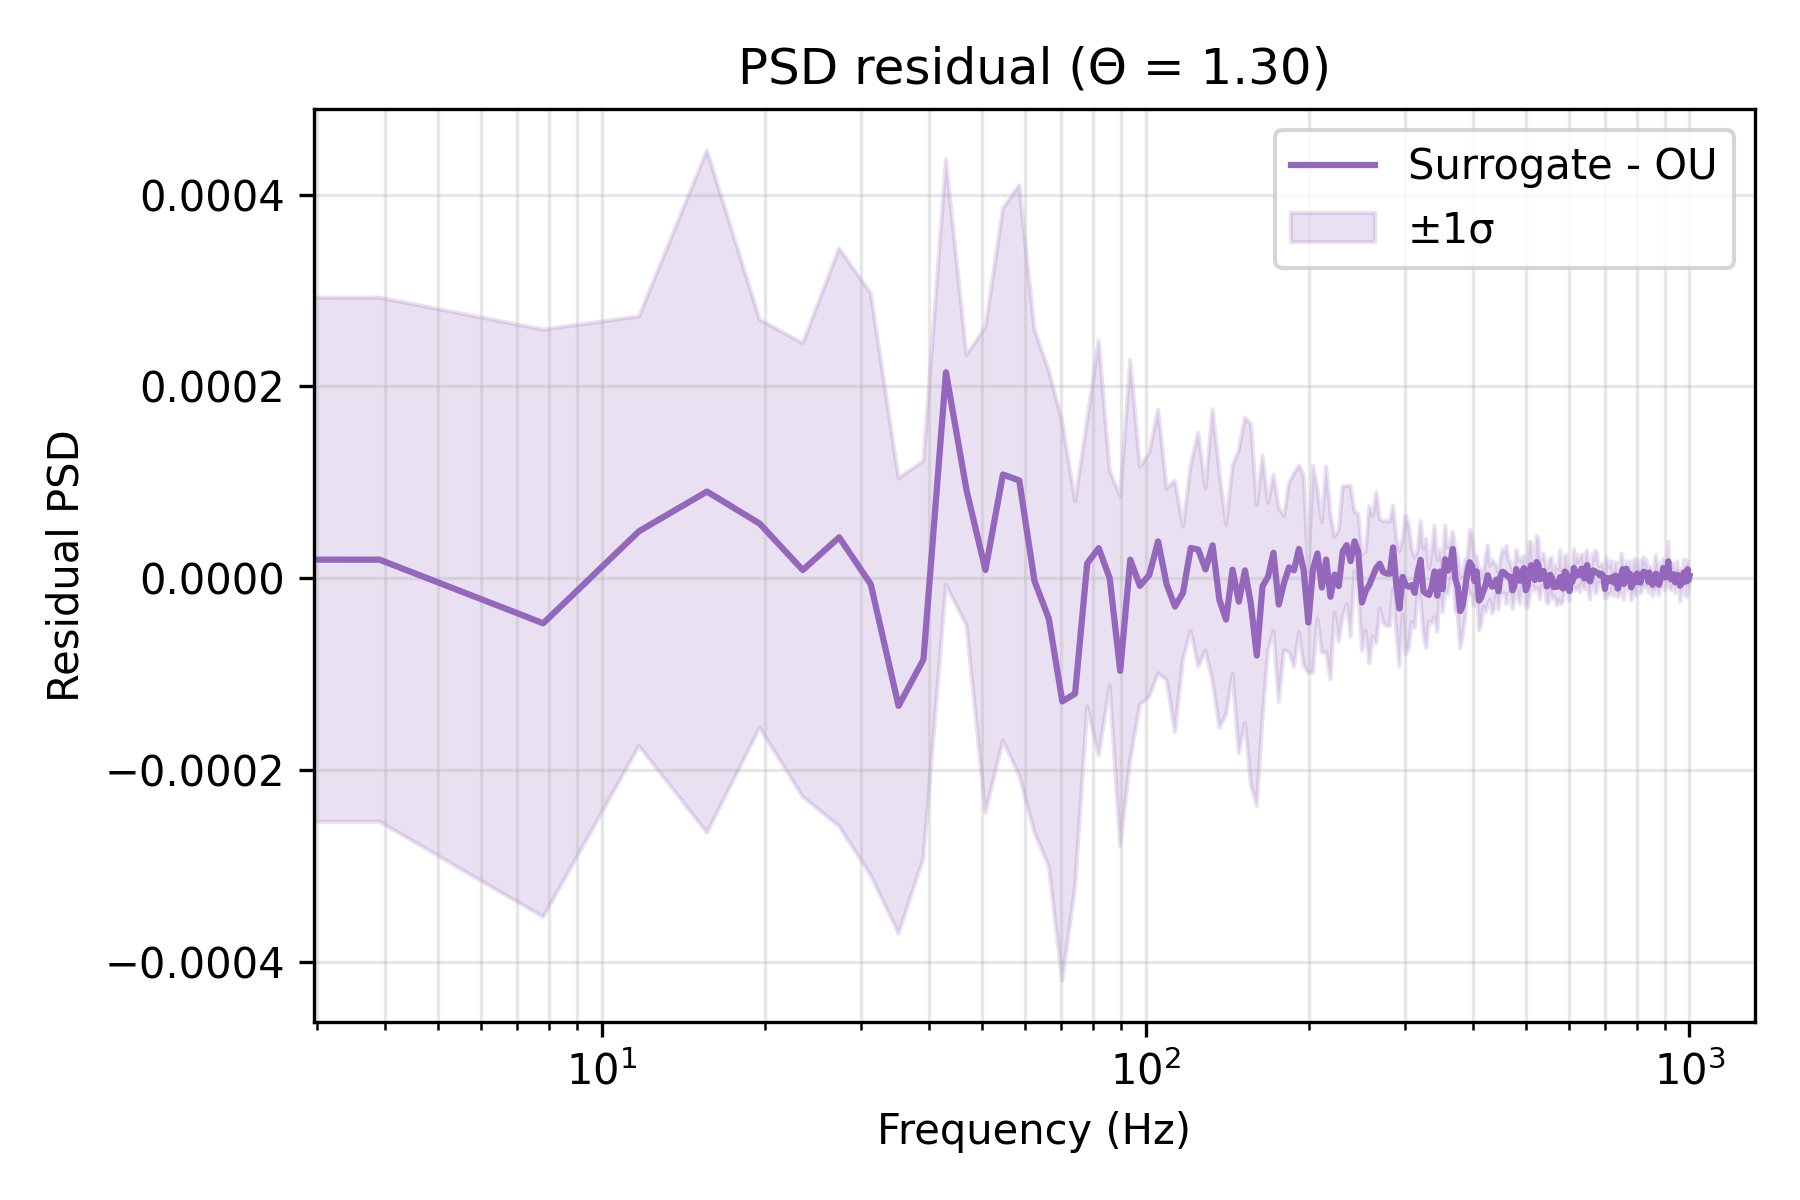 PSD residual (Θ = 1.30)
Surrogate - OU
±1σ
0.0004
0.0002
0.0000
−0.0002
−0.0004
Residual PSD
10¹ 10² 10³
Frequency (Hz)